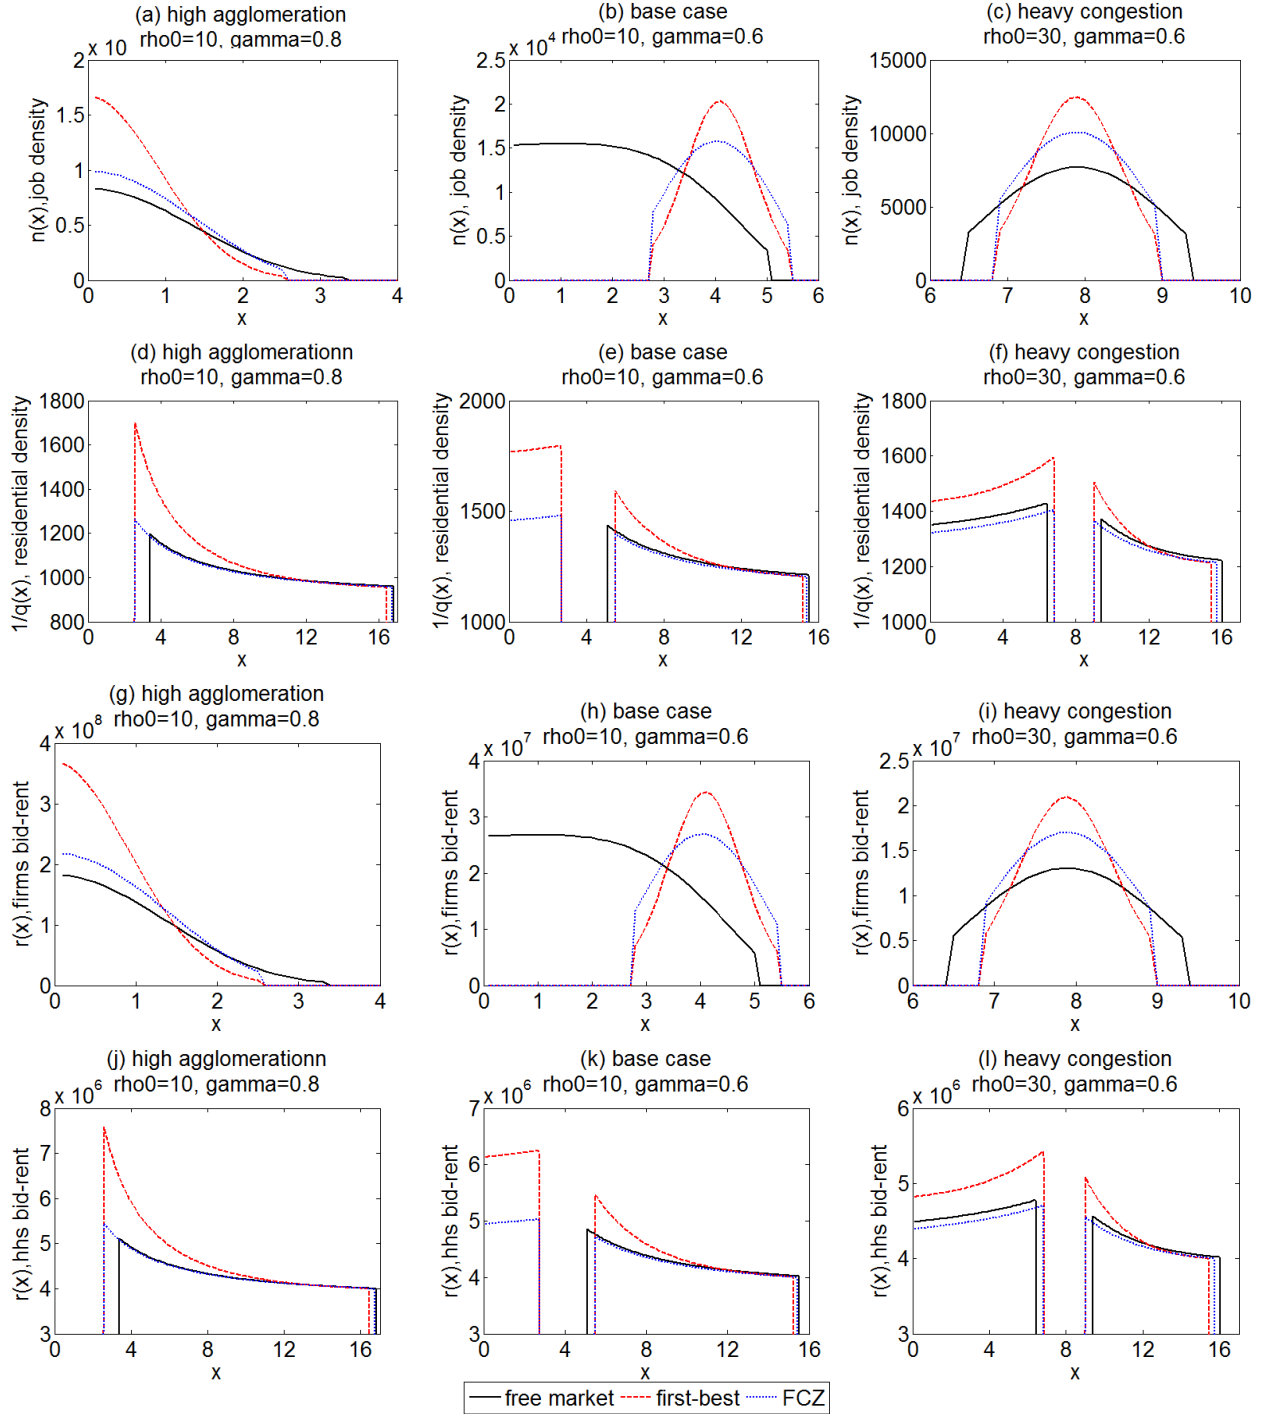 (a) high agglomeration
rho0=10, gamma=0.8
x 10
n(x),job density
2
1.5
1
0.5
0
0 1 2 3 4
x
(b) base case
rho0=10, gamma=0.6
x 10^4
n(x), job density
2.5
2
1.5
1
0.5
0
0 1 2 3 4 5 6
x
(c) heavy congestion
rho0=30, gamma=0.6
n(x), job density
15000
10000
5000
0
6 7 8 9 10
x
(d) high agglomerationn
rho0=10, gamma=0.8
1/q(x), residential density
1800
1600
1400
1200
1000
800
0 4 8 12 16
x
(e) base case
rho0=10, gamma=0.6
1/q(x), residential density
2000
1500
1000
0 4 8 12 16
x
(f) heavy congestion
rho0=30, gamma=0.6
1/q(x), residential density
1800
1600
1400
1200
1000
0 4 8 12 16
x
(g) high agglomeration
rho0=10, gamma=0.8
x 10^8
r(x),firms bid-rent
4
3
2
1
0
0 1 2 3 4
x
(h) base case
rho0=10, gamma=0.6
x 10^7
r(x),firms bid-rent
4
3
2
1
0
0 1 2 3 4 5 6
x
(i) heavy congestion
rho0=30, gamma=0.6
x 10^7
r(x),firms bid-rent
2.5
2
1.5
1
0.5
0
6 7 8 9 10
x
(j) high agglomerationn
rho0=10, gamma=0.8
x 10^6
r(x),hhs bid-rent
8
7
6
5
4
3
0 4 8 12 16
x
(k) base case
rho0=10, gamma=0.6
x 10^6
r(x),hhs bid-rent
7
6
5
4
3
0 4 8 12 16
x
(l) heavy congestion
rho0=30, gamma=0.6
x 10^6
r(x),hhs bid-rent
6
5
4
3
0 4 8 12 16
x
free market first-best FCZ